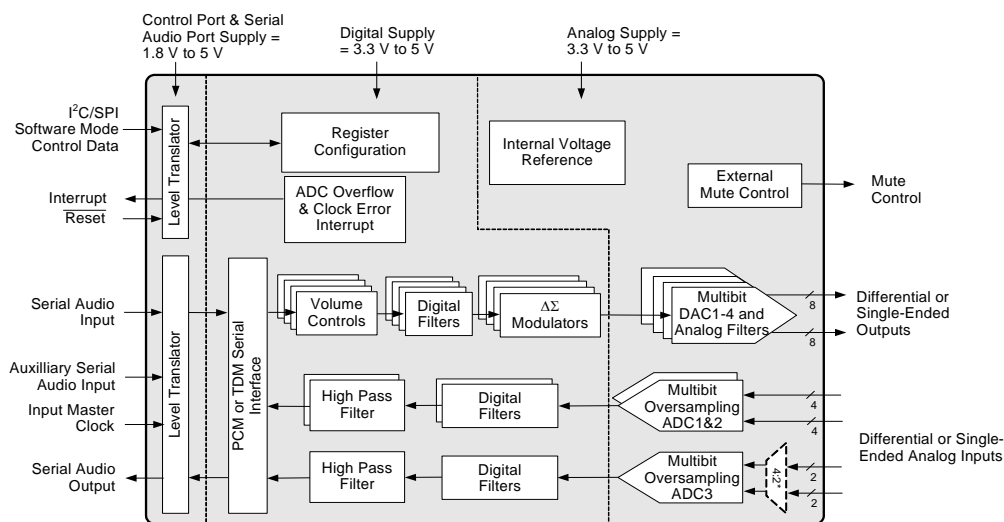 Control Port & Serial
Audio Port Supply =
1.8 V to 5 V
Digital Supply
= 3.3 V to 5 V
Analog Supply =
3.3 V to 5 V
I²C/SPI
Software Mode
Control Data
Interrupt
Reset
Level Translator
Register
Configuration
ADC Overflow
& Clock Error
Interrupt
Internal Voltage
Reference
External
Mute Control
Mute
Control
Serial Audio
Input
Auxilliary Serial
Audio Input
Input Master
Clock
Serial Audio
Output
Level Translator
PCM or TDM Serial
Interface
Volume
Controls
Digital
Filters
ΔΣ
Modulators
Multibit
DAC1-4 and
Analog Filters
8
8
Differential or
Single-Ended
Outputs
High Pass
Filter
Digital
Filters
Multibit
Oversampling
ADC1&2
4
4
High Pass
Filter
Digital
Filters
Multibit
Oversampling
ADC3
4:2*
2
2
Differential or Single-
Ended Analog Inputs